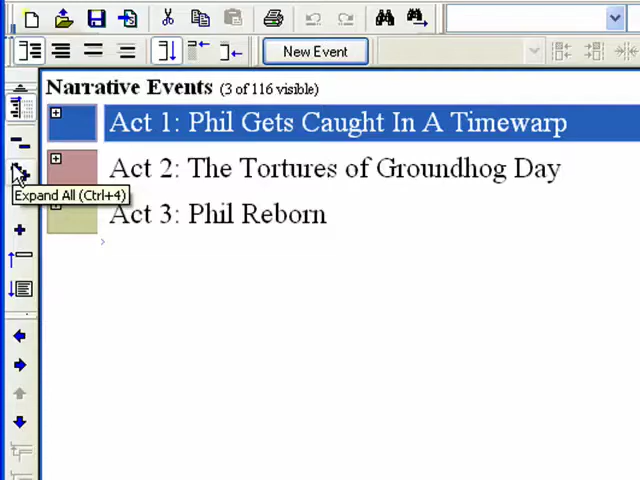 New Event
Narrative Events (3 of 116 visible)
Act 1: Phil Gets Caught In A Timewarp
Act 2: The Tortures of Groundhog Day
Expand All (Ctrl+4)
Act 3: Phil Reborn